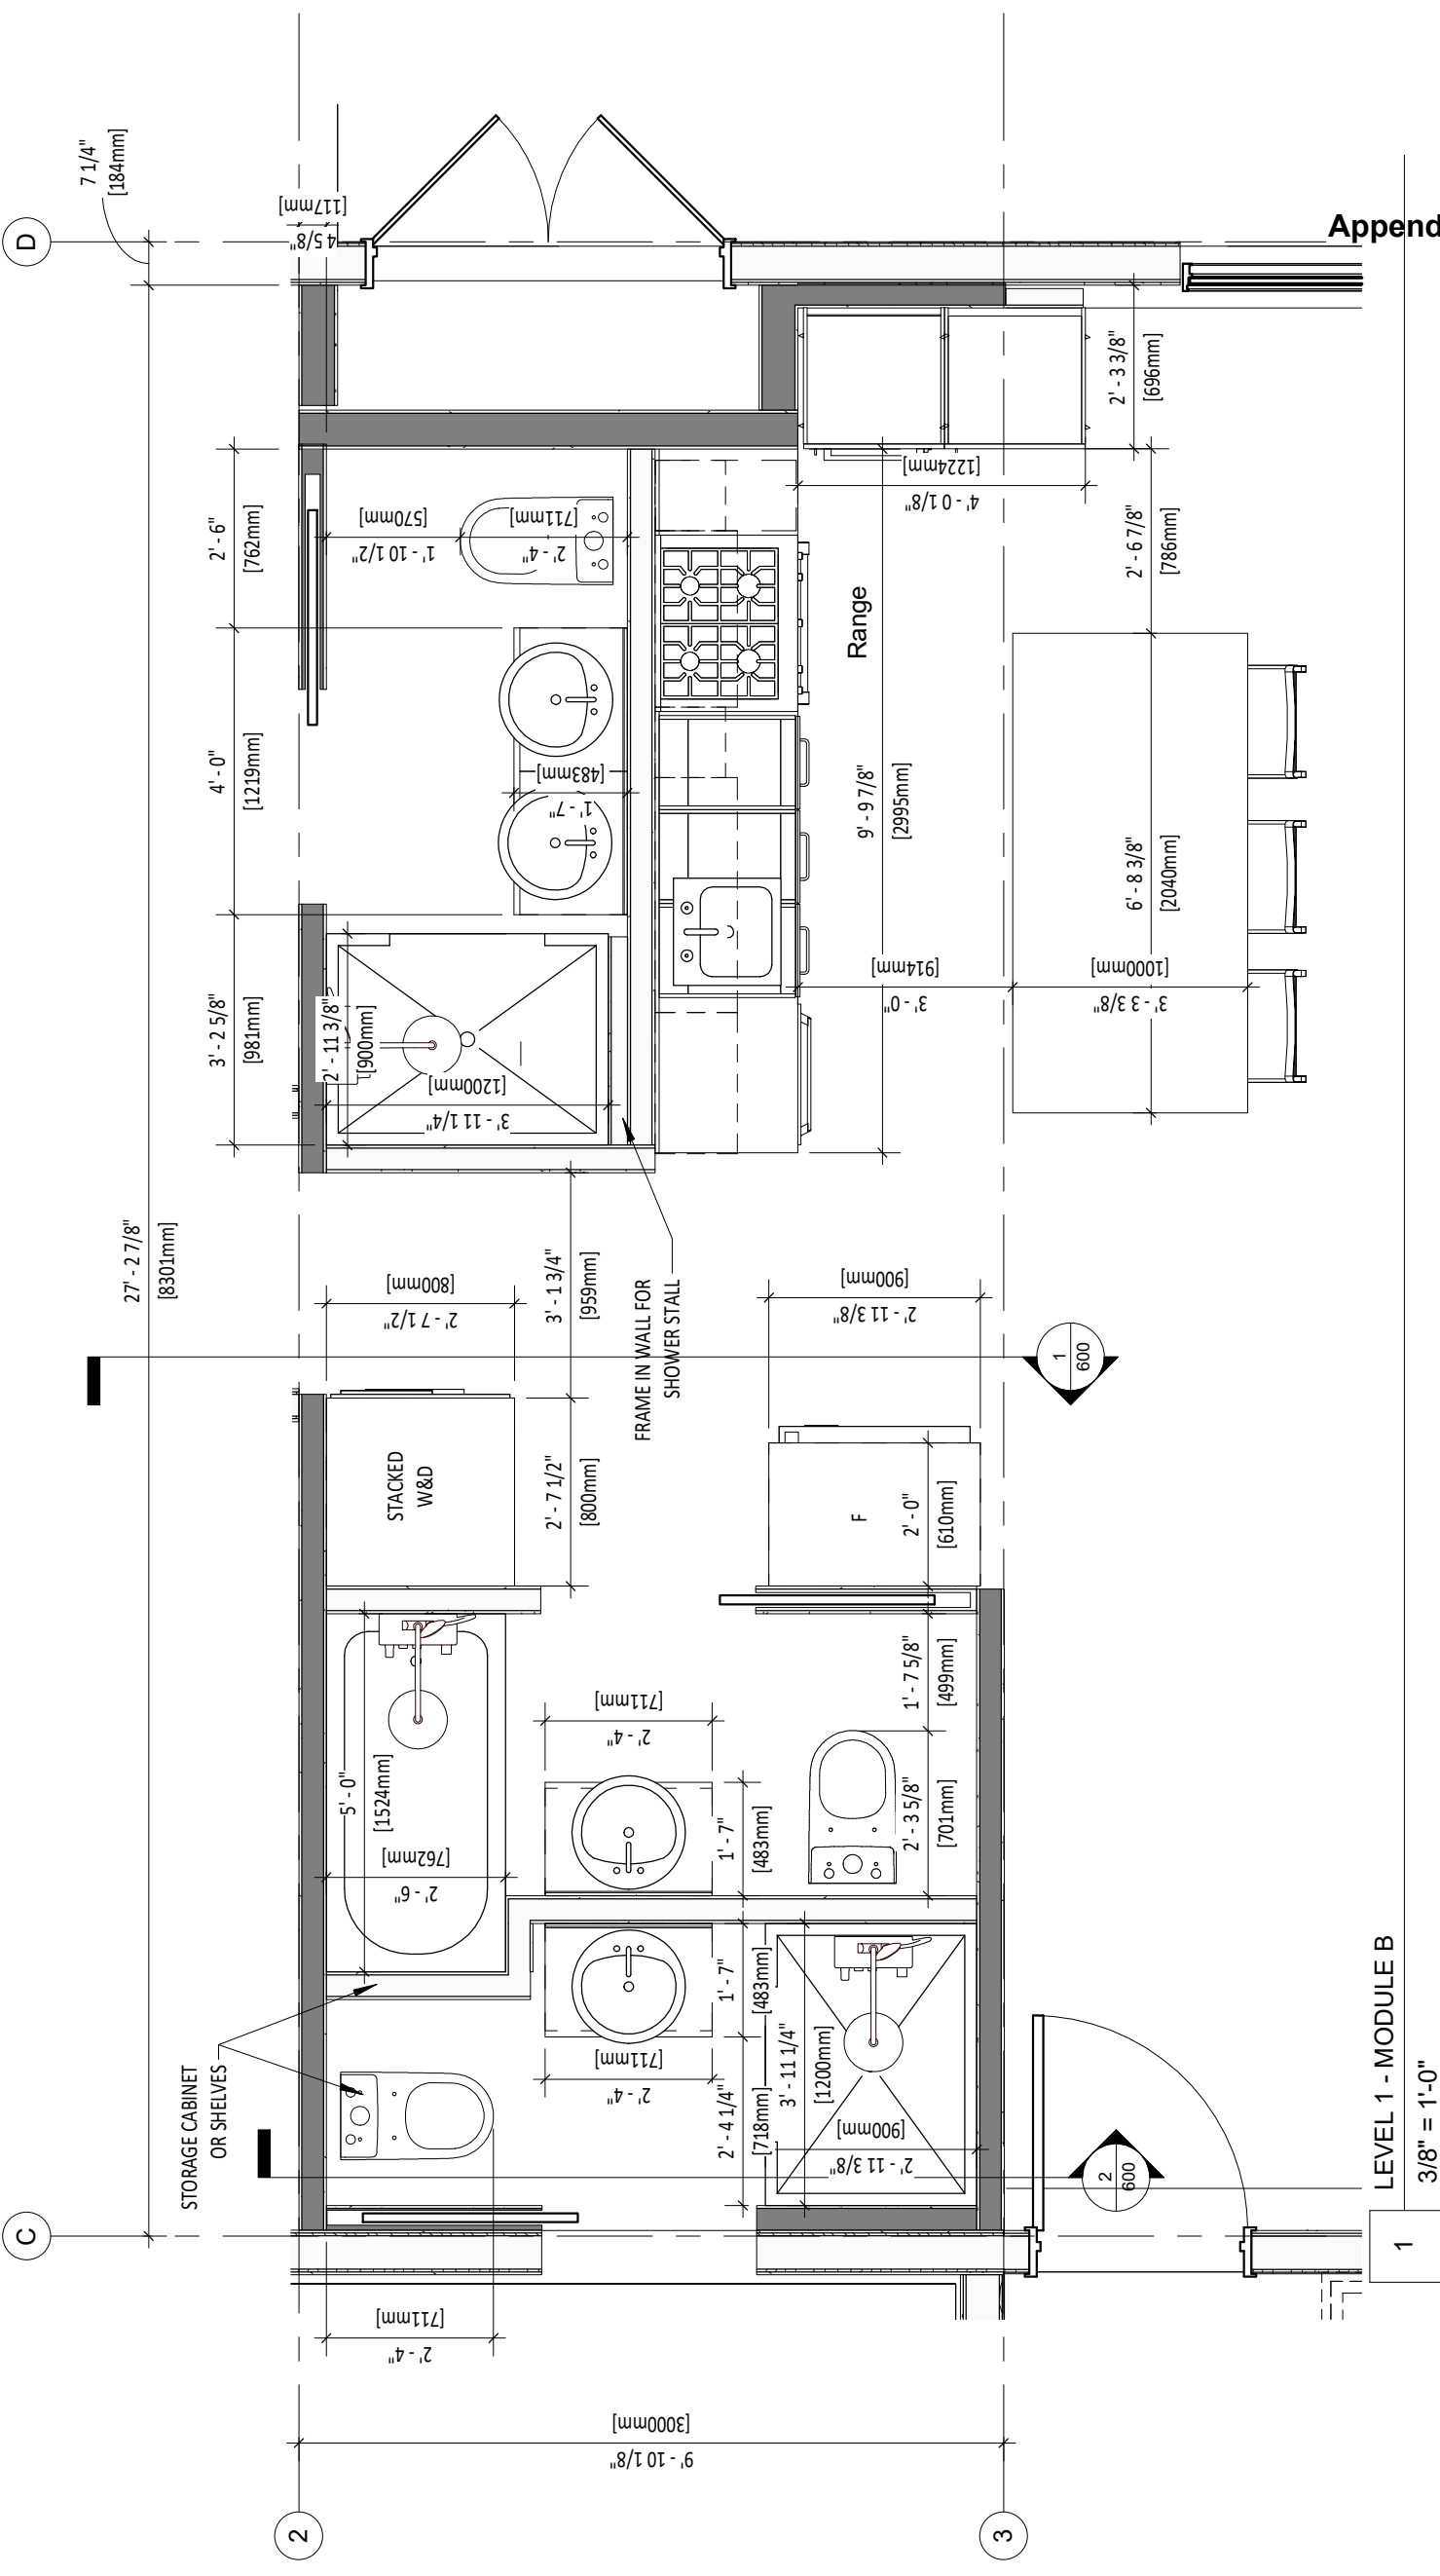 D
7 1/4"
[184mm]
4 5/8"
[117mm]
Append
2' - 6"
[762mm]
1' - 10 1/2"
[570mm]
2' - 4"
[711mm]
4' - 0 1/8"
[1224mm]
2' - 3 3/8"
[696mm]
4' - 0"
[1219mm]
1' - 7"
[483mm]
Range
9' - 9 7/8"
[2995mm]
2' - 6 7/8"
[786mm]
6' - 8 3/8"
[2040mm]
3' - 2 5/8"
[981mm]
2' - 11 3/8"
[900mm]
3' - 11 1/4"
[1200mm]
3' - 0"
[914mm]
3' - 3 3/8"
[1000mm]
27' - 2 7/8"
[8301mm]
2' - 7 1/2"
[800mm]
3' - 1 3/4"
[959mm]
FRAME IN WALL FOR
SHOWER STALL
2' - 11 3/8"
[900mm]
1
600
STACKED
W&D
2' - 7 1/2"
[800mm]
F
2' - 0"
[610mm]
5' - 0"
[1524mm]
2' - 6"
[762mm]
2' - 4"
[711mm]
1' - 7"
[483mm]
1' - 7 5/8"
[499mm]
2' - 3 5/8"
[701mm]
STORAGE CABINET
OR SHELVES
2' - 4"
[711mm]
1' - 7"
[483mm]
2' - 4 1/4"
[718mm]
3' - 11 1/4"
[1200mm]
2' - 11 3/8"
[900mm]
2
600
C
2' - 4"
[711mm]
9' - 10 1/8"
[3000mm]
2
3
1
LEVEL 1 - MODULE B
3/8" = 1'-0"